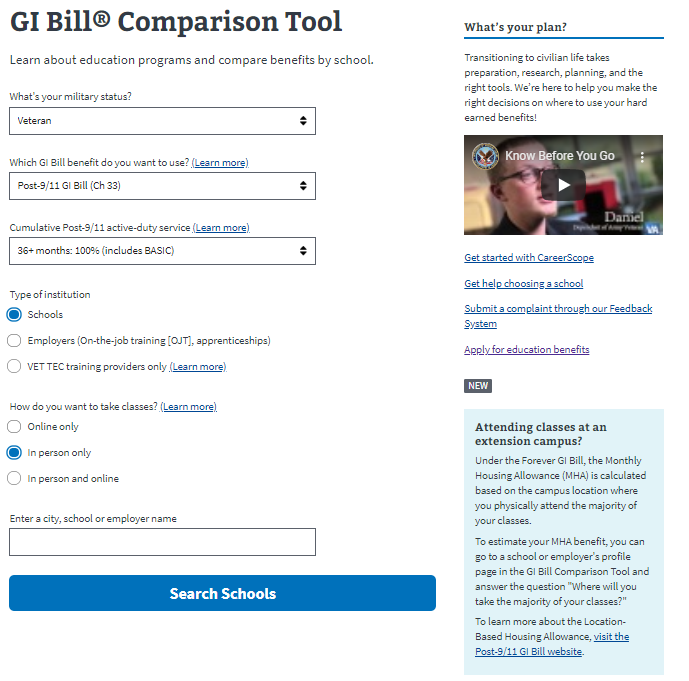 GI Bill® Comparison Tool
Learn about education programs and compare benefits by school.
What's your military status?
Veteran
Which GI Bill benefit do you want to use? (Learn more)
Post-9/11 GI Bill (Ch 33)
Cumulative Post-9/11 active-duty service (Learn more)
36+ months: 100% (includes BASIC)
Type of institution
Schools
Employers (On-the-job training [OJT], apprenticeships)
VET TEC training providers only (Learn more)
How do you want to take classes? (Learn more)
Online only
In person only
In person and online
Enter a city, school or employer name
Search Schools
What's your plan?
Transitioning to civilian life takes
preparation, research, planning, and the
right tools. We're here to help you make the
right decisions on where to use your hard
earned benefits!
Know Before You Go
Daniel
Dependent of Army Veteran
VA
Get started with CareerScope
Get help choosing a school
Submit a complaint through our Feedback
System
Apply for education benefits
NEW
Attending classes at an
extension campus?
Under the Forever GI Bill, the Monthly
Housing Allowance (MHA) is calculated
based on the campus location where
you physically attend the majority of
your classes.
To estimate your MHA benefit, you can
go to a school or employer's profile
page in the GI Bill Comparison Tool and
answer the question "Where will you
take the majority of your classes?"
To learn more about the Location-
Based Housing Allowance, visit the
Post-9/11 GI Bill website.